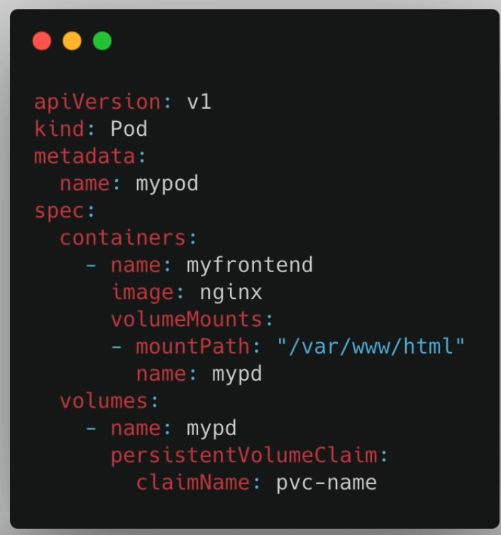 apiVersion: v1
kind: Pod
metadata:
  name: mypod
spec:
  containers:
    - name: myfrontend
      image: nginx
      volumeMounts:
      - mountPath: "/var/www/html"
        name: mypd
  volumes:
    - name: mypd
      persistentVolumeClaim:
        claimName: pvc-name